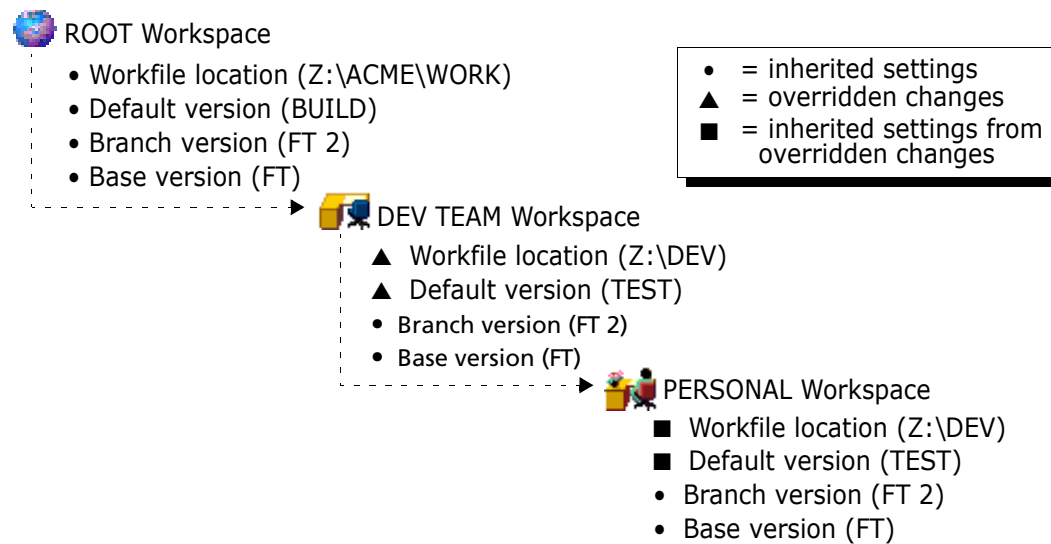 ROOT Workspace
• Workfile location (Z:\ACME\WORK)
• Default version (BUILD)
• Branch version (FT 2)
• Base version (FT)
• = inherited settings
▲ = overridden changes
■ = inherited settings from
overridden changes
DEV TEAM Workspace
▲ Workfile location (Z:\DEV)
▲ Default version (TEST)
• Branch version (FT 2)
• Base version (FT)
PERSONAL Workspace
■ Workfile location (Z:\DEV)
■ Default version (TEST)
• Branch version (FT 2)
• Base version (FT)